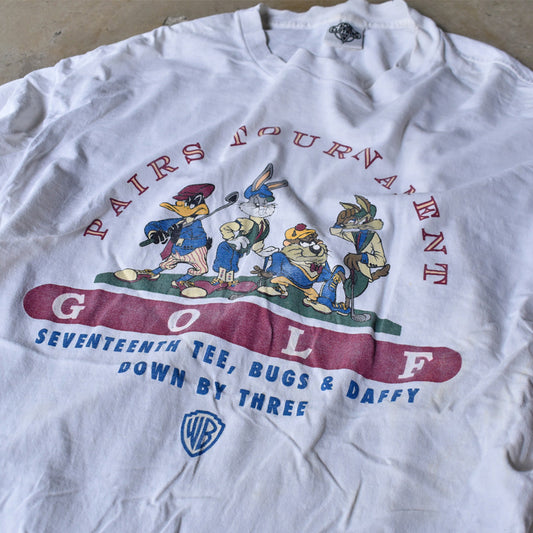 PAIRS TOURNAMENT
GOLF
SEVENTEENTH TEE, BUGS & DAFFY
DOWN BY THREE
WB